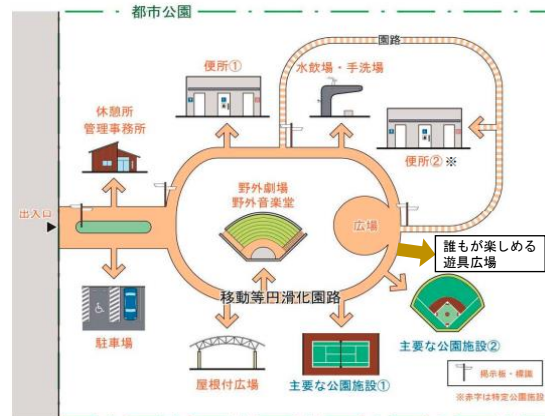 都市公園
園路
便所①
水飲場・手洗場
休憩所
管理事務所
便所②※
野外劇場
野外音楽堂
出入口
広場
誰もが楽しめる
遊具広場
移動等円滑化園路
駐車場
屋根付広場
主要な公園施設①
主要な公園施設②
掲示板・標識
※赤字は特定公園施設